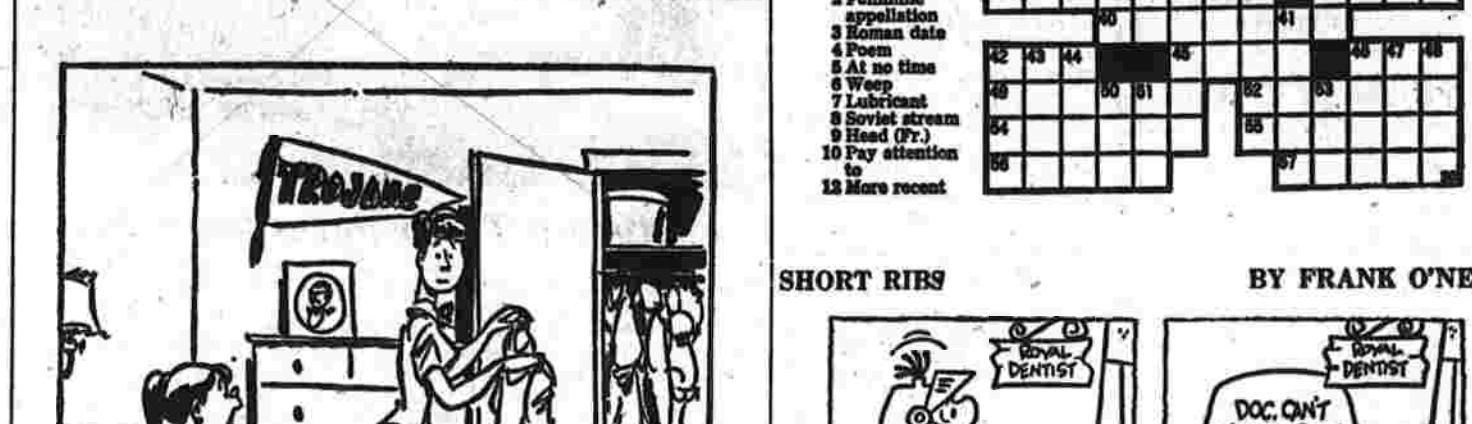 TROJANS
appellation
3 Roman date
4 Poem
5 At no time
6 Weep
7 Lubricant
8 Soviet stream
9 Head (Fr.)
10 Pay attention
to
12 More recent
40 41
42 43 44 45 46 47 48
49 50 51 52 53
54 55
56 57
SHORT RIBS BY FRANK O'NE
ROYAL
DENTIST
ROYAL
DENTIST
DOC, CAN'T